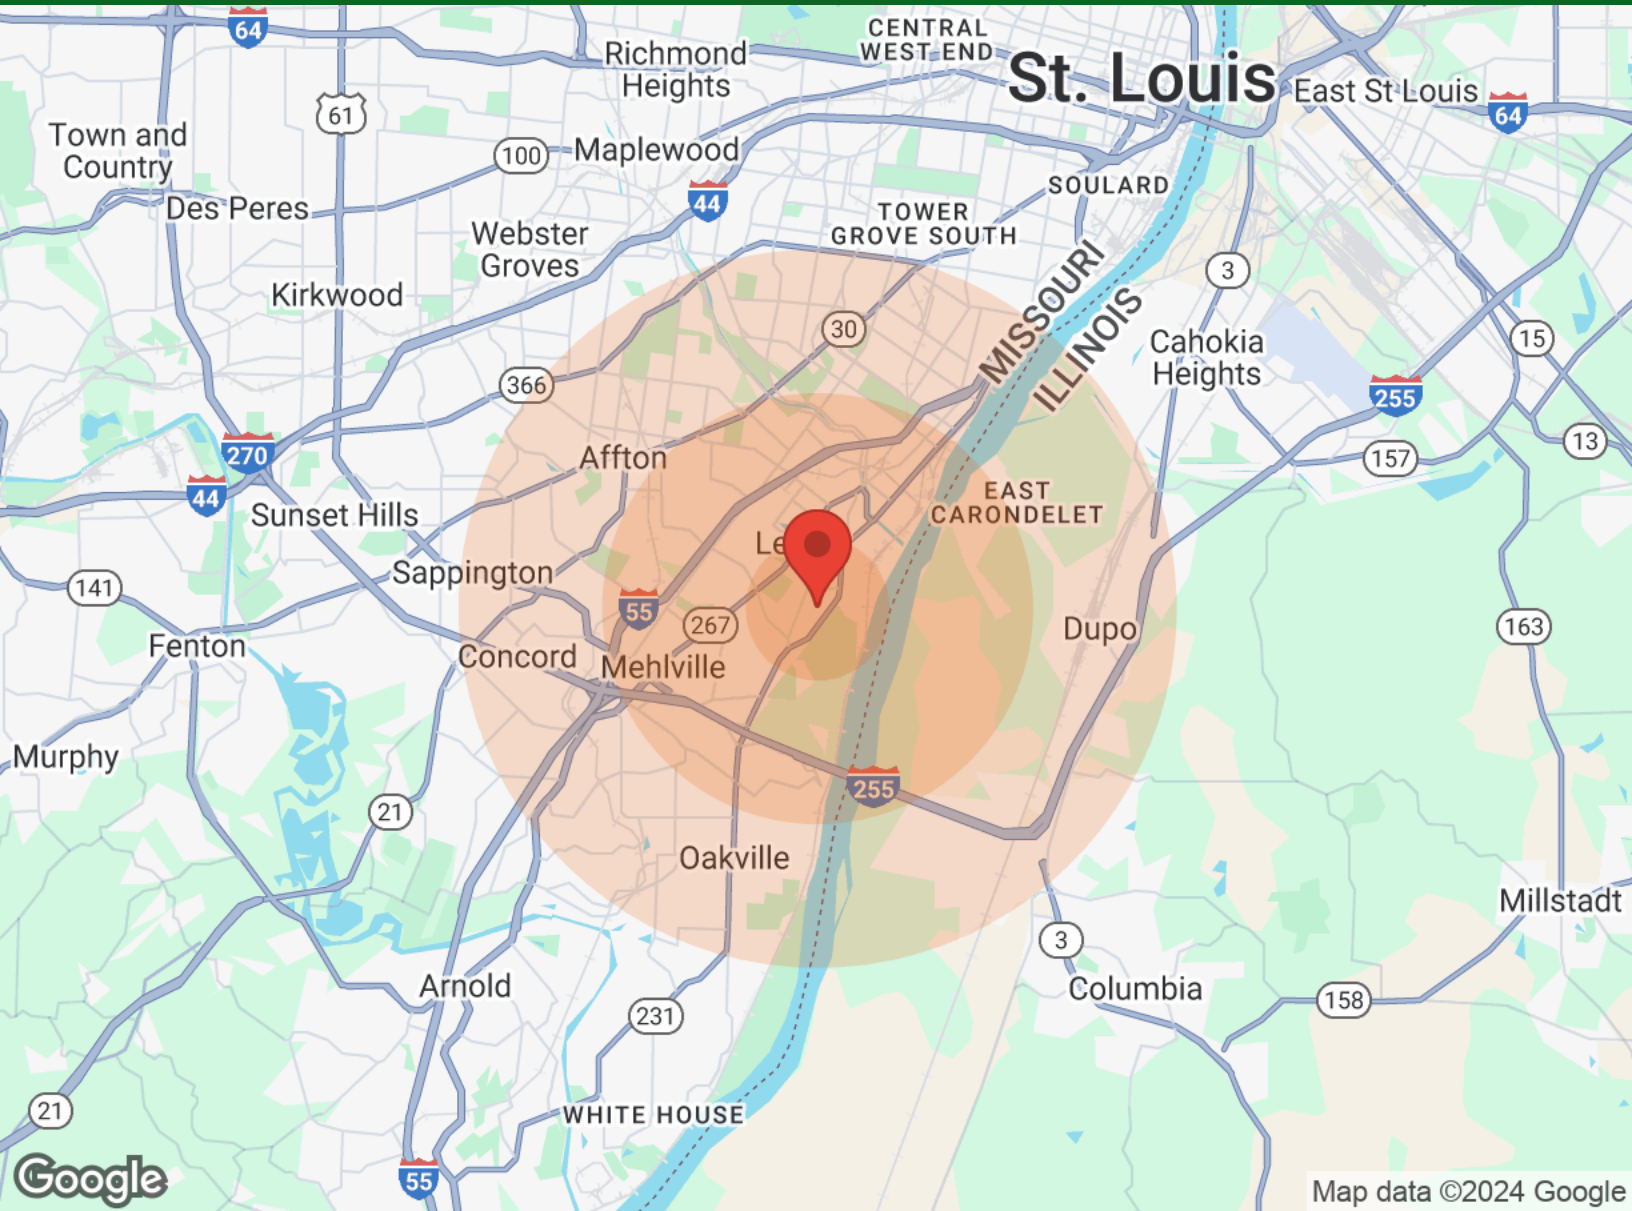 64
CENTRAL
WEST END
Richmond
Heights
St. Louis
East St Louis
64
61
Town and
Country
100
Maplewood
SOULARD
44
Des Peres
TOWER
GROVE SOUTH
Webster
Groves
3
Kirkwood
MISSOURI
ILLINOIS
30
Cahokia
Heights
15
366
255
270
Affton
157
13
44
EAST
CARONDELET
Sunset Hills
Le
Sappington
141
55
267
Dupo
163
Fenton
Concord
Mehlville
Murphy
255
21
Oakville
Millstadt
3
Arnold
Columbia
158
231
21
WHITE HOUSE
55
Google
Map data ©2024 Google